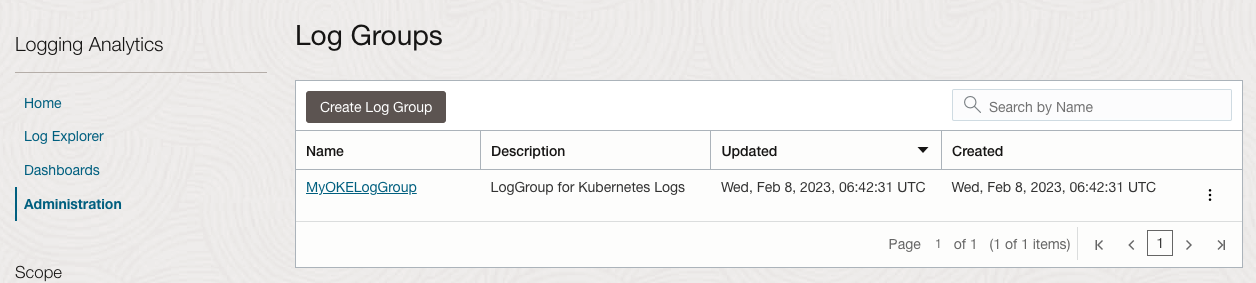 Logging Analytics
Home
Log Explorer
Dashboards
Administration
Scope
Log Groups
Create Log Group
Search by Name
Name Description Updated Created
MyOKELogGroup LogGroup for Kubernetes Logs Wed, Feb 8, 2023, 06:42:31 UTC Wed, Feb 8, 2023, 06:42:31 UTC
Page 1 of 1 (1 of 1 items) 1